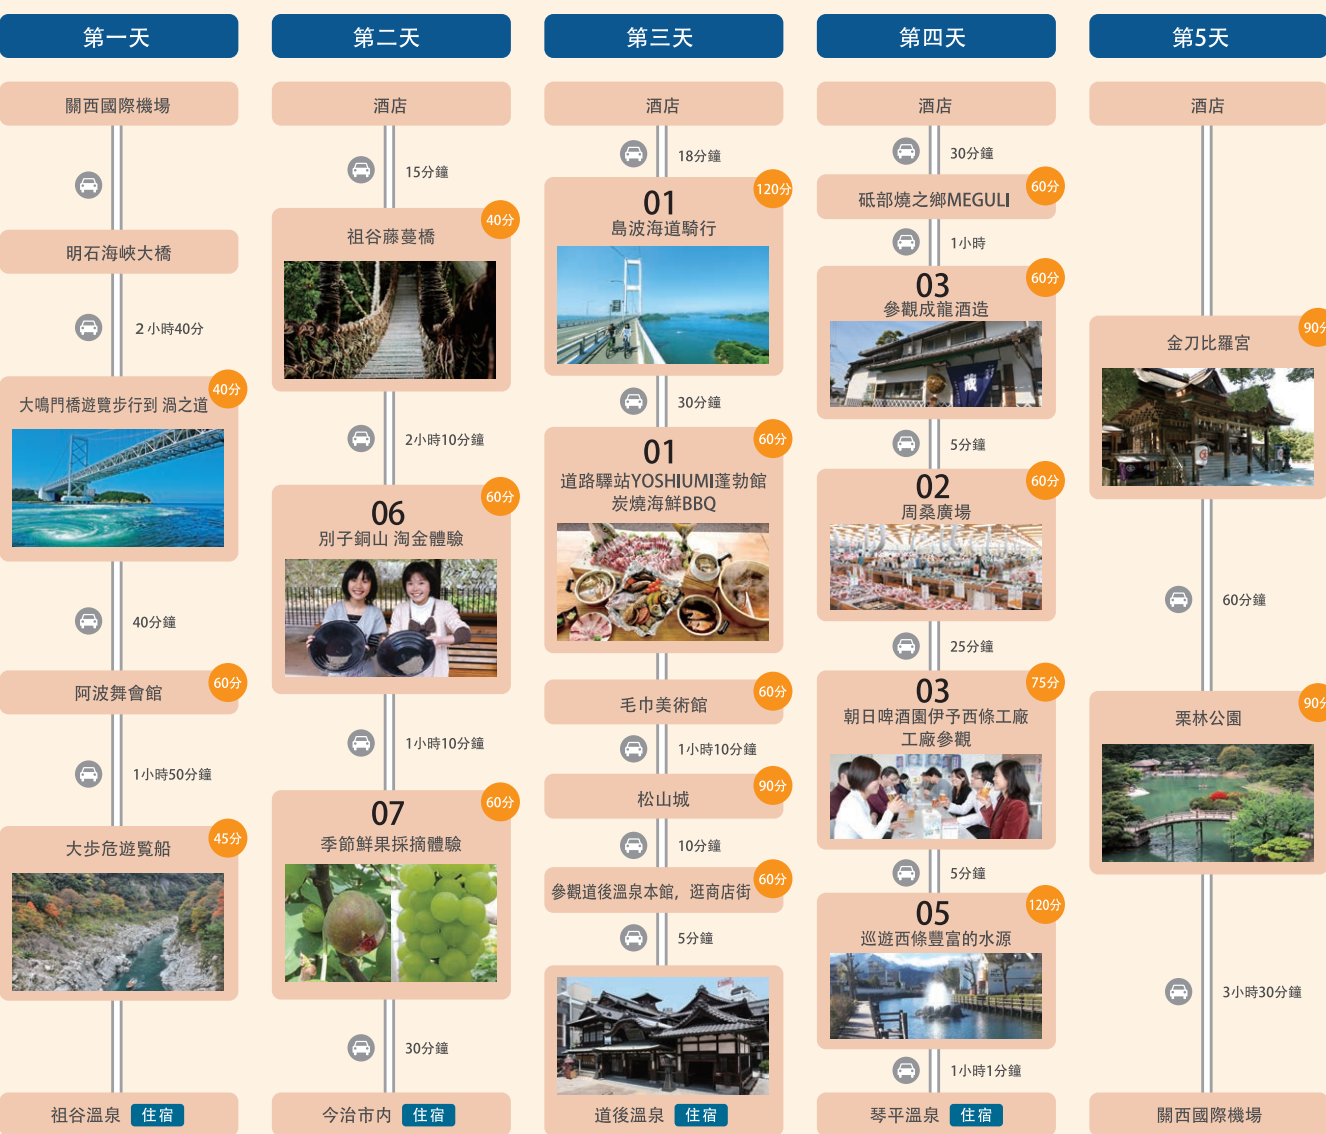 第一天
關西國際機場
明石海峽大橋
2 小時40分
40分
大鳴門橋遊覽步行到 渦之道
40分鐘
60分
阿波舞會館
1小時50分鐘
45分
大步危遊覧船
祖谷溫泉 住宿
第二天
酒店
15分鐘
40分
祖谷藤蔓橋
2小時10分鐘
60分
06
別子銅山 淘金體驗
1小時10分鐘
60分
07
季節鮮果採摘體驗
30分鐘
今治市内 住宿
第三天
酒店
18分鐘
120分
01
島波海道騎行
30分鐘
60分
01
道路驛站YOSHIUMI蓬勃館
炭燒海鮮BBQ
60分
毛巾美術館
1小時10分鐘
90分
松山城
10分鐘
60分
參觀道後溫泉本館，逛商店街
5分鐘
道後溫泉 住宿
第四天
酒店
30分鐘
60分
砥部燒之鄉MEGULI
1小時
60分
03
參觀成龍酒造
蔵
5分鐘
60分
02
周桑廣場
25分鐘
75分
03
朝日啤酒園伊予西條工廠
工廠參觀
5分鐘
120分
05
巡遊西條豐富的水源
1小時1分鐘
琴平溫泉 住宿
第5天
酒店
90分
金刀比羅宮
60分鐘
90分
栗林公園
3小時30分鐘
關西國際機場